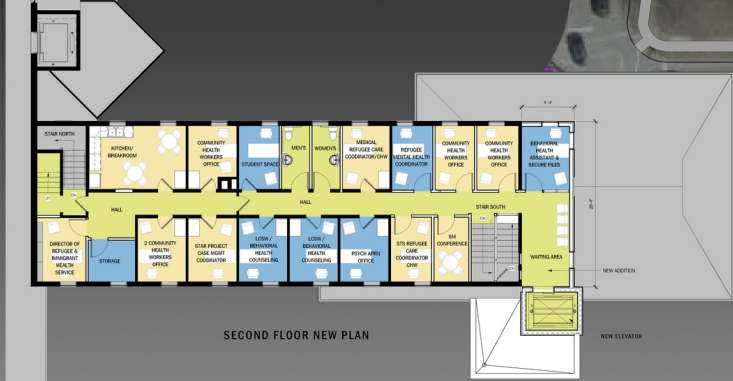 STAIR NORTH
KITCHEN/
BREAKROOM
COMMUNITY
HEALTH
WORKERS
OFFICE
STUDENT SPACE
MEN'S
WOMEN'S
MEDICAL
REFUGEE CARE
COORDINATOR/CHW
REFUGEE
MENTAL HEALTH
COORDINATOR
COMMUNITY
HEALTH
WORKERS
OFFICE
COMMUNITY
HEALTH
WORKERS
OFFICE
BEHAVIORAL
HEALTH
ASSISTANT &
SECURE FILES
UP
DN
HALL
HALL
STAIR SOUTH
DN
DIRECTOR OF
REFUGEE &
IMMIGRANT
HEALTH
SERVICE
STORAGE
2 COMMUNITY
HEALTH
WORKERS
OFFICE
STAR PROJECT
CASE MGMT
COODINATOR
LCSW /
BEHAVIORAL
HEALTH
COUNSELING
LCSW /
BEHAVIORAL
HEALTH
COUNSELING
PSYCH APRN
OFFICE
STS REFUGEE
CARE
COORDINATOR
CHW
SM
CONFERENCE
WAITING AREA
NEW ADDITION
SECOND FLOOR NEW PLAN
NEW ELEVATOR